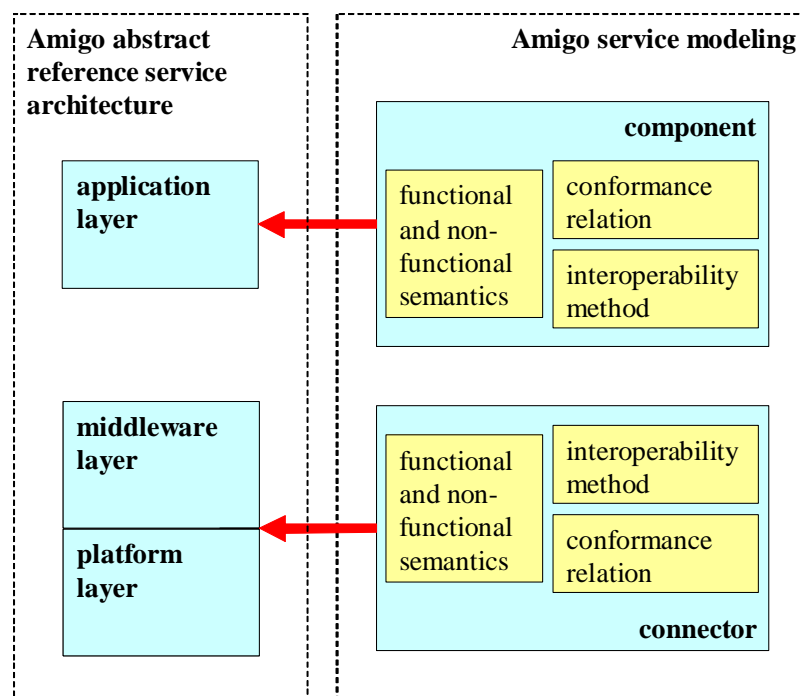 Amigo abstract
reference service
architecture
application
layer
middleware
layer
platform
layer
Amigo service modeling
component
functional
and non-
functional
semantics
conformance
relation
interoperability
method
functional
and non-
functional
semantics
interoperability
method
conformance
relation
connector